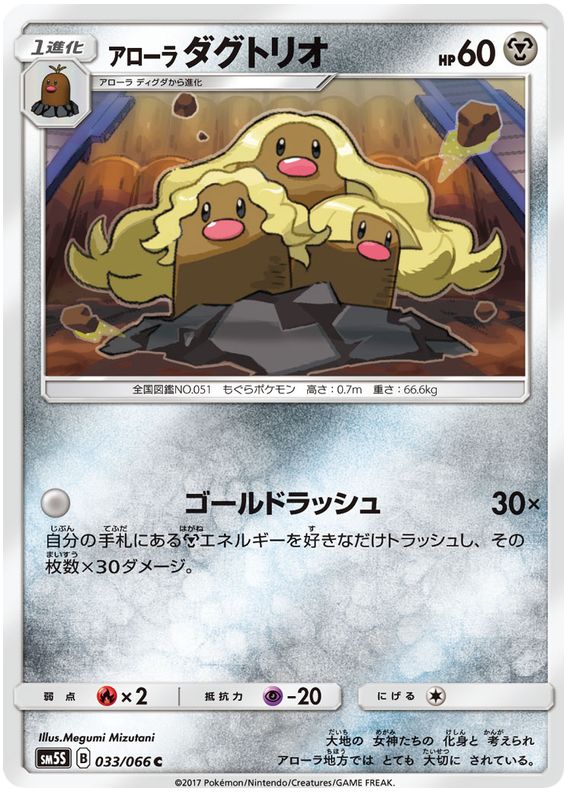 1進化
アローラ ダグトリオ
HP 60
アローラ ディグダから進化
全国図鑑NO.051 もぐらポケモン 高さ：0.7m 重さ：66.6kg
ゴールドラッシュ 30×
自分の手札にあるエネルギーを好きなだけトラッシュし、その
枚数×30ダメージ。
弱点 ×2 抵抗力 -20 にげる
Illus.Megumi Mizutani
SM5S B 033/066 C
大地の 女神たちの 化身と 考えられ
アローラ地方では とても 大切に されている。
©2017 Pokémon/Nintendo/Creatures/GAME FREAK.